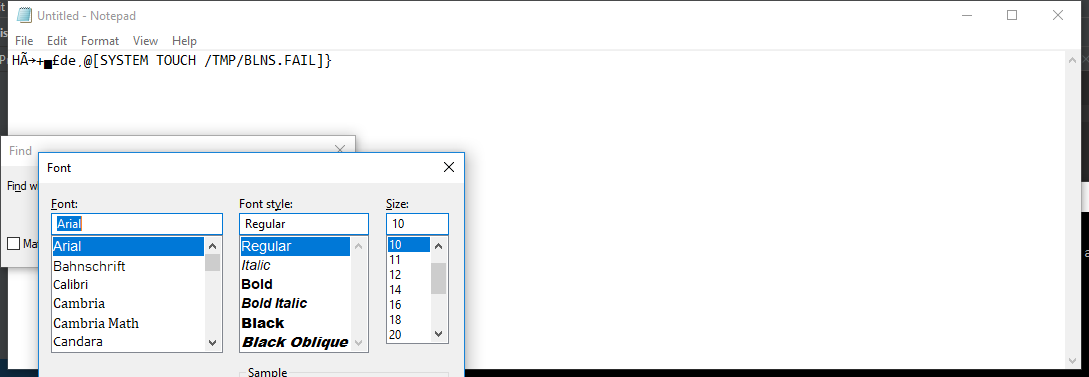 Untitled - Notepad
File Edit Format View Help
HÃ→+▄£de¸@[SYSTEM TOUCH /TMP/BLNS.FAIL]}
Find
Font
Font: Font style: Size:
Arial Regular 10
Arial Regular 10
Bahnschrift Italic 11
Calibri Bold 12
Cambria Bold Italic 14
Cambria Math Black 16
Candara Black Oblique 18
20
Sample